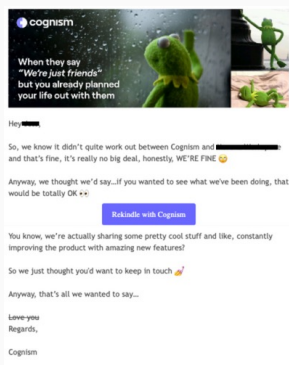 cognism
When they say
"We're just friends"
but you already planned
your life out with them
Hey
So, we know it didn't quite work out between Cognism and
and that's fine, it's really no big deal, honestly, WE'RE FINE 😳
Anyway, we thought we'd say…if you wanted to see what we've been doing, that
would be totally OK 👀
Rekindle with Cognism
You know, we're actually sharing some pretty cool stuff and like, constantly
improving the product with amazing new features?
So we just thought you'd want to keep in touch 💅
Anyway, that's all we wanted to say…
Love you
Regards,
Cognism